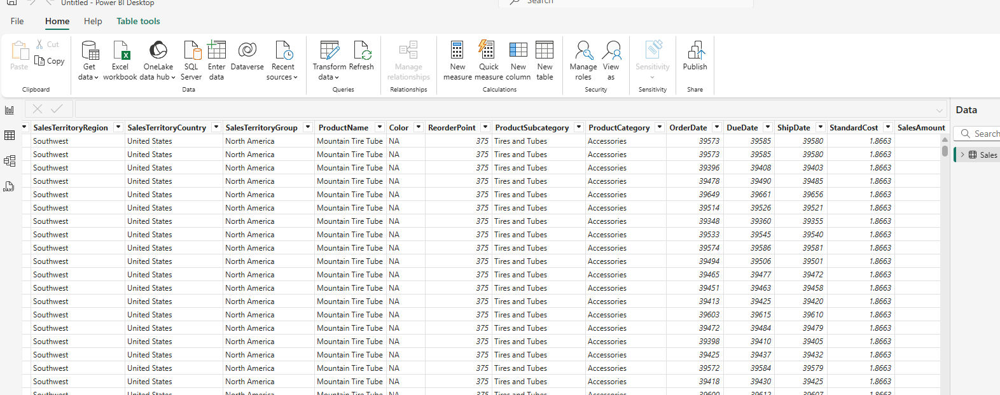 Untitled - Power BI Desktop
Search
File Home Help Table tools
Paste
Cut
Copy
Clipboard
Get data
Excel workbook
OneLake data hub
SQL Server
Enter data
Dataverse
Recent sources
Data
Transform data
Refresh
Queries
Manage relationships
Relationships
New measure
Quick measure
New column
New table
Calculations
Manage roles
View as
Security
Sensitivity
Sensitivity
Publish
Share
Data
Search
Sales
SalesTerritoryRegion SalesTerritoryCountry SalesTerritoryGroup ProductName Color ReorderPoint ProductSubcategory ProductCategory OrderDate DueDate ShipDate StandardCost SalesAmount
Southwest United States North America Mountain Tire Tube NA 375 Tires and Tubes Accessories 39573 39585 39580 1.8663
Southwest United States North America Mountain Tire Tube NA 375 Tires and Tubes Accessories 39573 39585 39580 1.8663
Southwest United States North America Mountain Tire Tube NA 375 Tires and Tubes Accessories 39396 39408 39403 1.8663
Southwest United States North America Mountain Tire Tube NA 375 Tires and Tubes Accessories 39478 39490 39485 1.8663
Southwest United States North America Mountain Tire Tube NA 375 Tires and Tubes Accessories 39649 39661 39656 1.8663
Southwest United States North America Mountain Tire Tube NA 375 Tires and Tubes Accessories 39514 39526 39521 1.8663
Southwest United States North America Mountain Tire Tube NA 375 Tires and Tubes Accessories 39348 39360 39355 1.8663
Southwest United States North America Mountain Tire Tube NA 375 Tires and Tubes Accessories 39533 39545 39540 1.8663
Southwest United States North America Mountain Tire Tube NA 375 Tires and Tubes Accessories 39574 39586 39581 1.8663
Southwest United States North America Mountain Tire Tube NA 375 Tires and Tubes Accessories 39494 39506 39501 1.8663
Southwest United States North America Mountain Tire Tube NA 375 Tires and Tubes Accessories 39465 39477 39472 1.8663
Southwest United States North America Mountain Tire Tube NA 375 Tires and Tubes Accessories 39451 39463 39458 1.8663
Southwest United States North America Mountain Tire Tube NA 375 Tires and Tubes Accessories 39413 39425 39420 1.8663
Southwest United States North America Mountain Tire Tube NA 375 Tires and Tubes Accessories 39603 39615 39610 1.8663
Southwest United States North America Mountain Tire Tube NA 375 Tires and Tubes Accessories 39472 39484 39479 1.8663
Southwest United States North America Mountain Tire Tube NA 375 Tires and Tubes Accessories 39398 39410 39405 1.8663
Southwest United States North America Mountain Tire Tube NA 375 Tires and Tubes Accessories 39425 39437 39432 1.8663
Southwest United States North America Mountain Tire Tube NA 375 Tires and Tubes Accessories 39572 39584 39579 1.8663
Southwest United States North America Mountain Tire Tube NA 375 Tires and Tubes Accessories 39418 39430 39425 1.8663
Southwest United States North America Mountain Tire Tube NA 375 Tires and Tubes Accessories 39600 39612 39607 1.8663
DAX